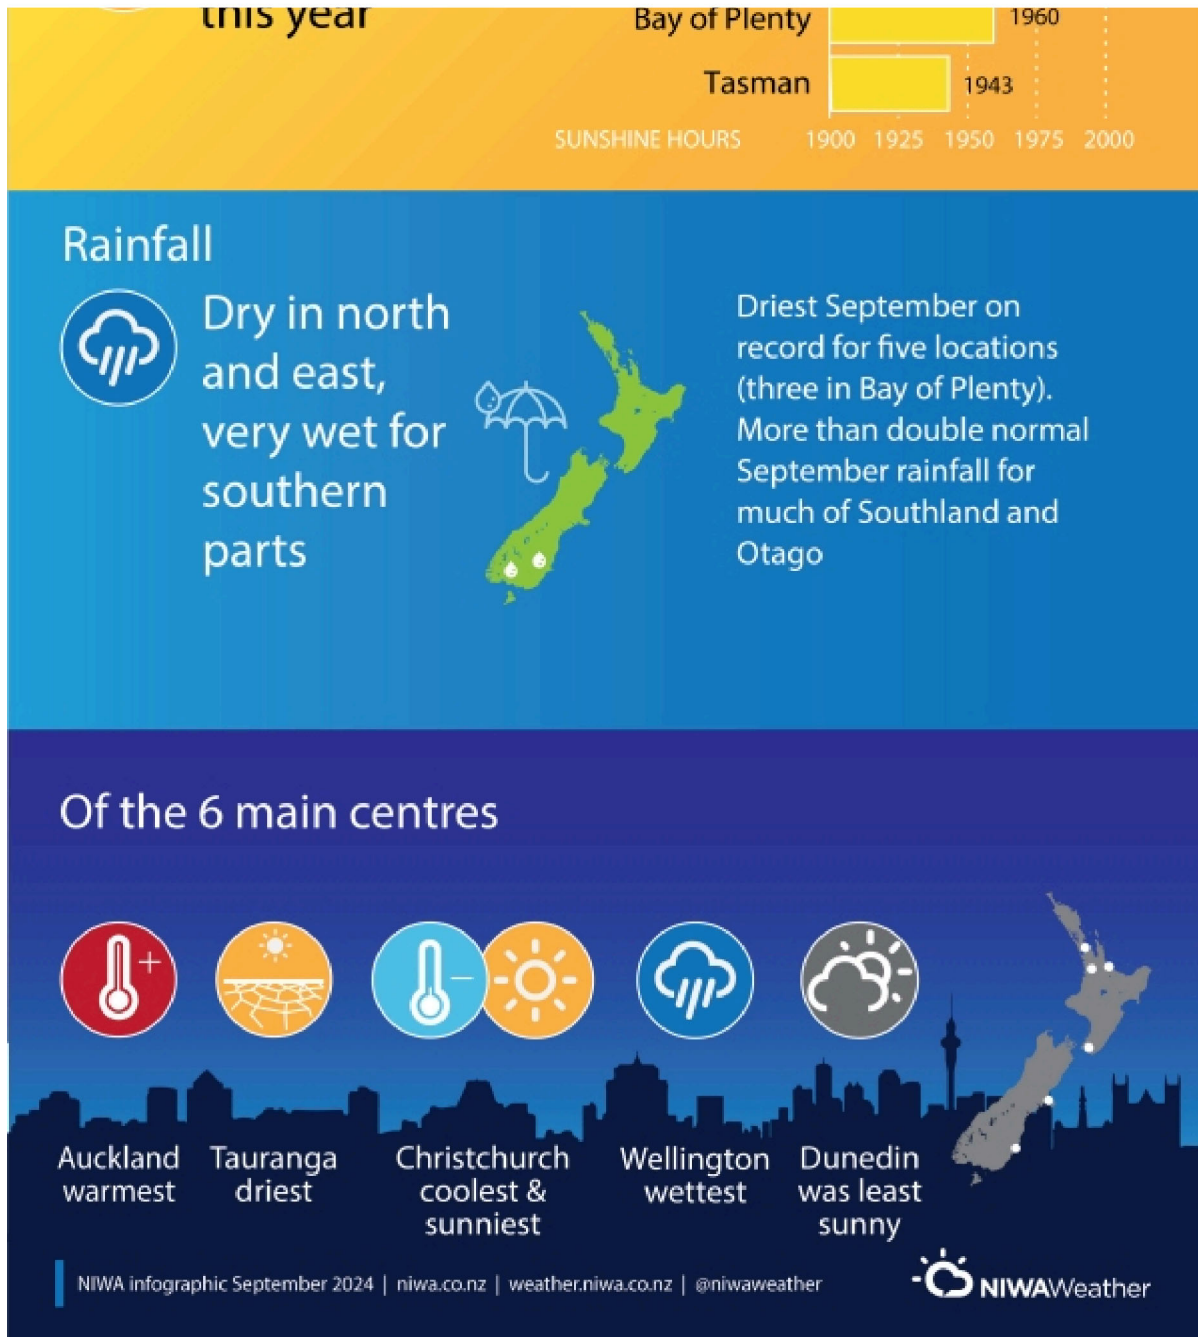 this year
Bay of Plenty
1960
Tasman
1943
SUNSHINE HOURS
1900 1925 1950 1975 2000
Rainfall
Dry in north
and east,
very wet for
southern
parts
Driest September on
record for five locations
(three in Bay of Plenty).
More than double normal
September rainfall for
much of Southland and
Otago
Of the 6 main centres
Auckland
warmest
Tauranga
driest
Christchurch
coolest &
sunniest
Wellington
wettest
Dunedin
was least
sunny
NIWA infographic September 2024 | niwa.co.nz | weather.niwa.co.nz | @niwaweather
NIWAWeather